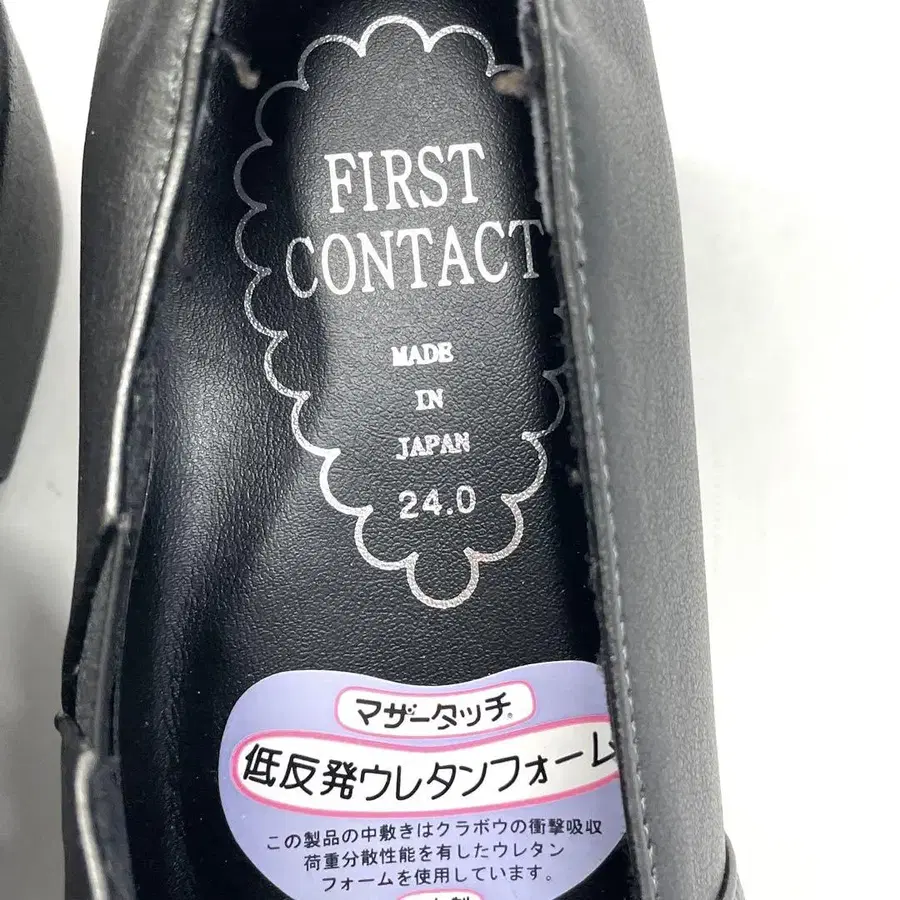 FIRST
CONTACT
MADE
IN
JAPAN
24.0
マザータッチ®
低反発ウレタンフォーム
この製品の中敷きはクラボウの衝撃吸収
荷重分散性能を有したウレタン
フォームを使用しています。